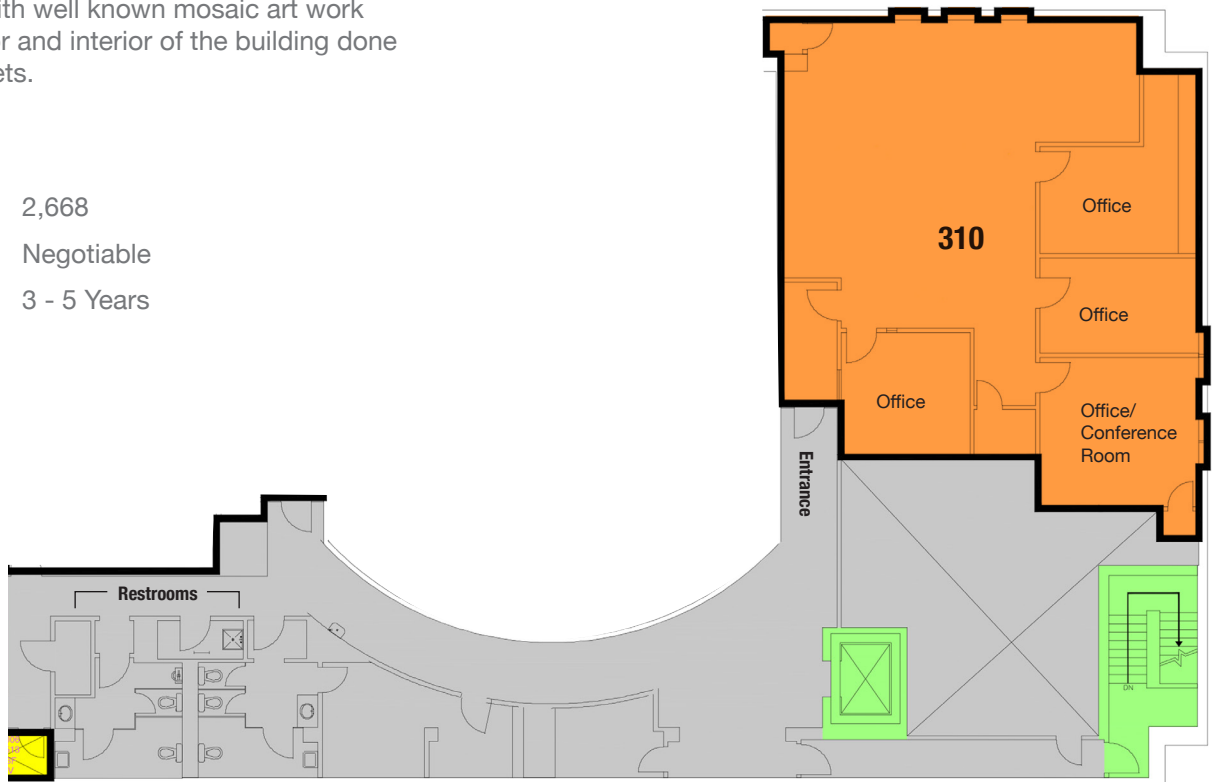 ith well known mosaic art work
or and interior of the building done
ets.
2,668
Negotiable
3 - 5 Years
Office
310
Office
Office
Office/
Conference
Room
Entrance
Restrooms
DN